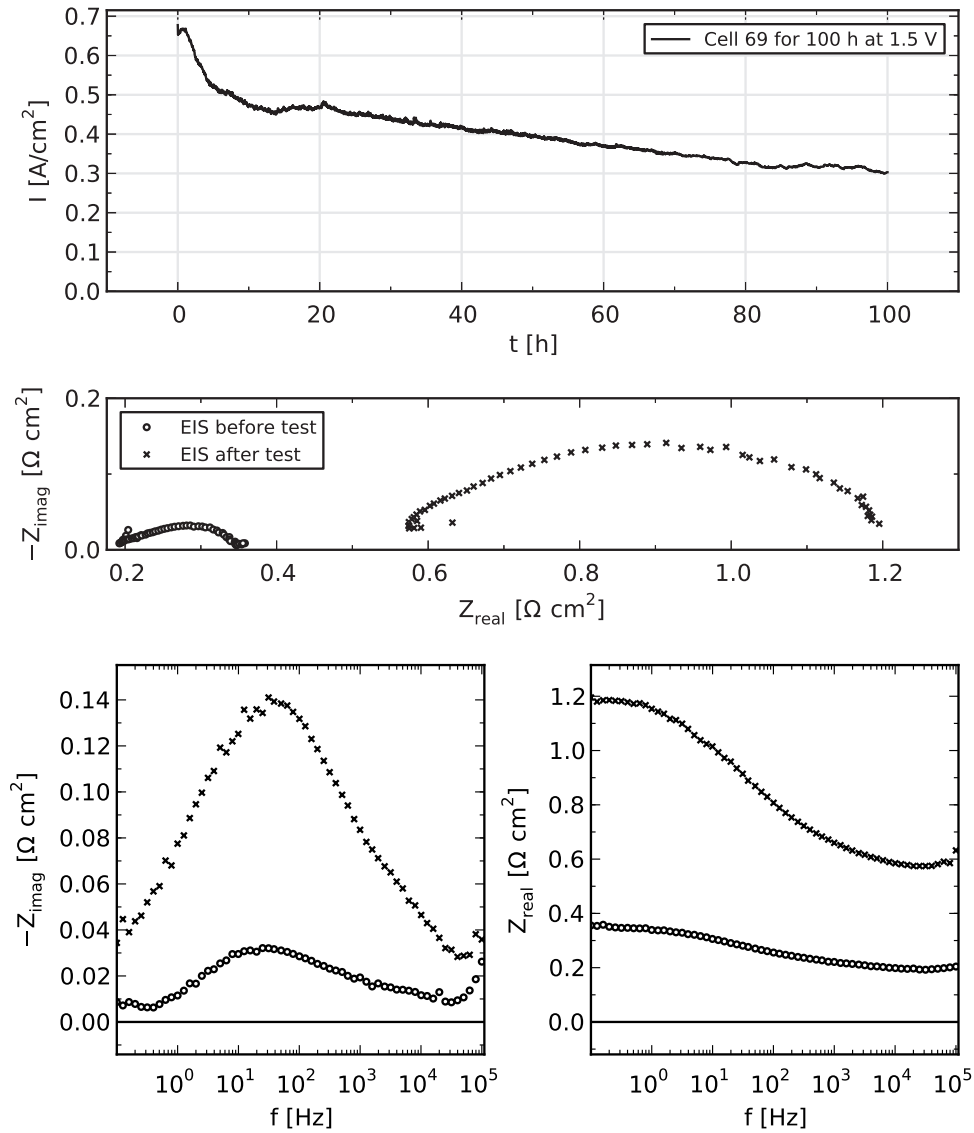 0.7
0.6
0.5
0.4
0.3
0.2
0.1
0.0
I [A/cm²]
Cell 69 for 100 h at 1.5 V
0 20 40 60 80 100
t [h]
0.2
0.0
−Z_imag [Ω cm²]
EIS before test
EIS after test
0.2 0.4 0.6 0.8 1.0 1.2
Z_real [Ω cm²]
0.14
0.12
0.10
0.08
0.06
0.04
0.02
0.00
−Z_imag [Ω cm²]
10⁰ 10¹ 10² 10³ 10⁴ 10⁵
f [Hz]
1.2
1.0
0.8
0.6
0.4
0.2
0.0
Z_real [Ω cm²]
10⁰ 10¹ 10² 10³ 10⁴ 10⁵
f [Hz]